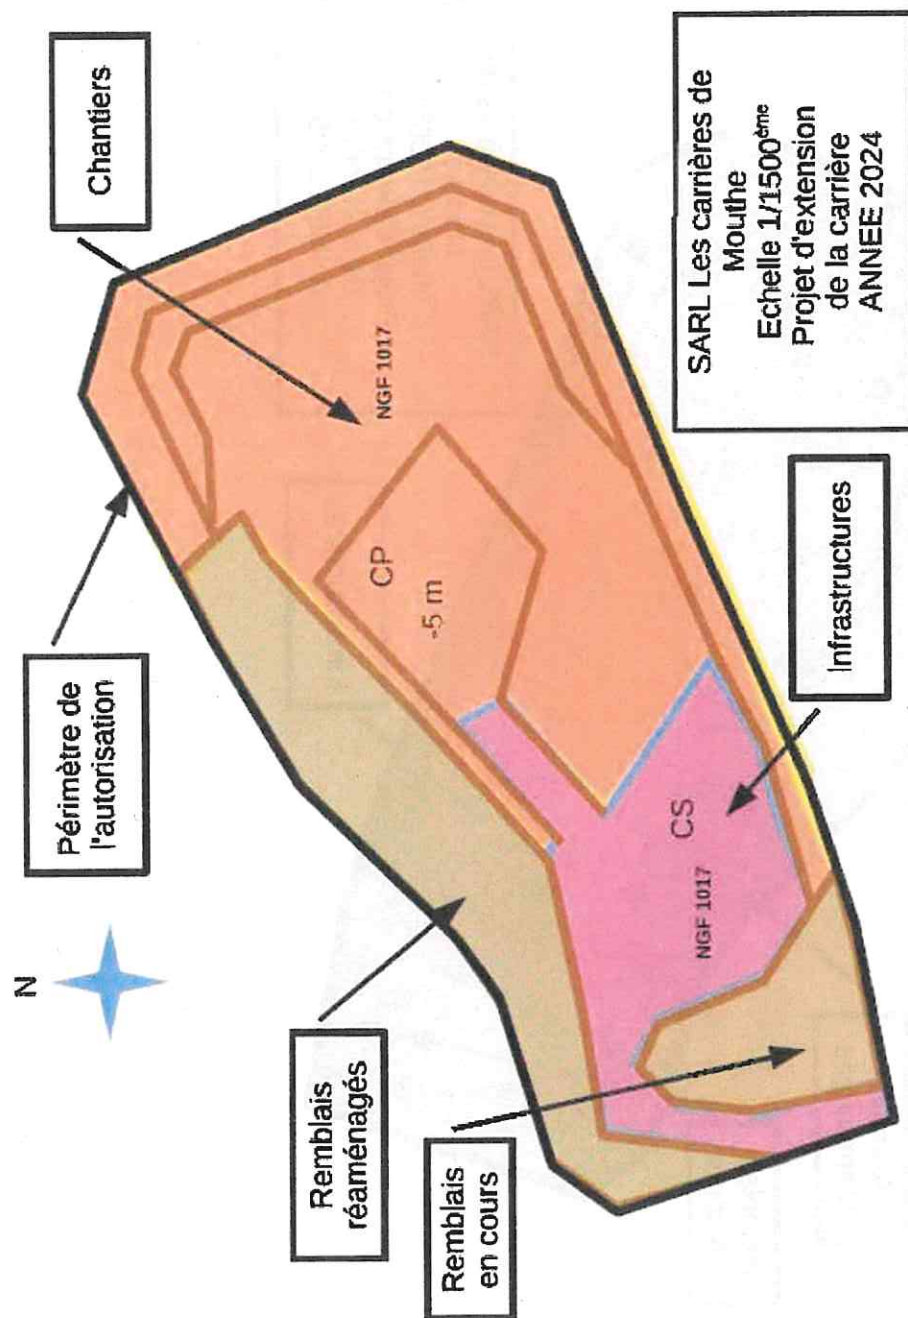 N
Périmètre de
l'autorisation
Chantiers
Remblais
réaménagés
Remblais
en cours
CP
-5 m
NGF 1017
CS
NGF 1017
Infrastructures
SARL Les carrières de
Mouthe
Echelle 1/1500ème
Projet d'extension
de la carrière
ANNEE 2024